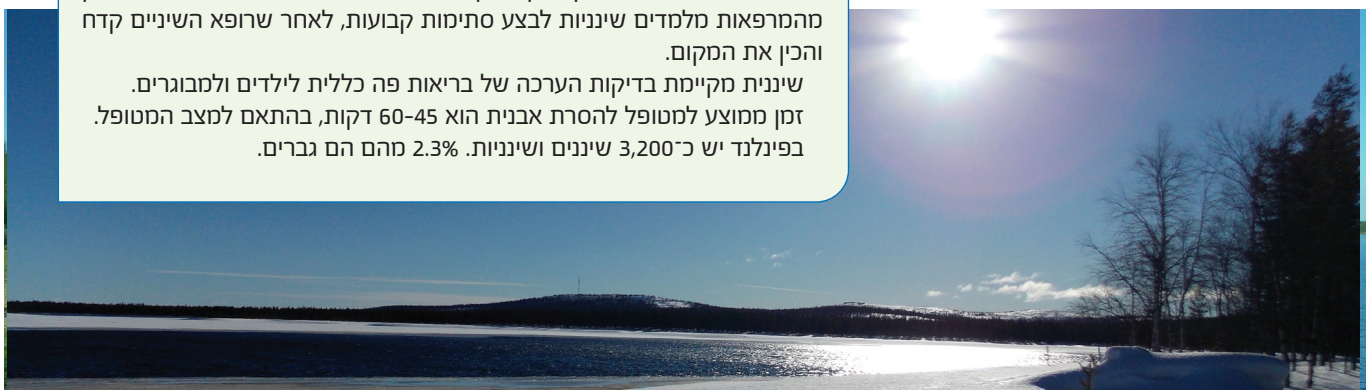 מהמרפאות מלמדים שינניות לבצע סתימות קבועות, לאחר שרופא השיניים קדח
והכין את המקום.
שיננית מקיימת בדיקות הערכה של בריאות פה כללית לילדים ולמבוגרים.
זמן ממוצע למטופל להסרת אבנית הוא 60-45 דקות, בהתאם למצב המטופל.
בפינלנד יש כ־3,200 שיננים ושינניות. 2.3% מהם הם גברים.